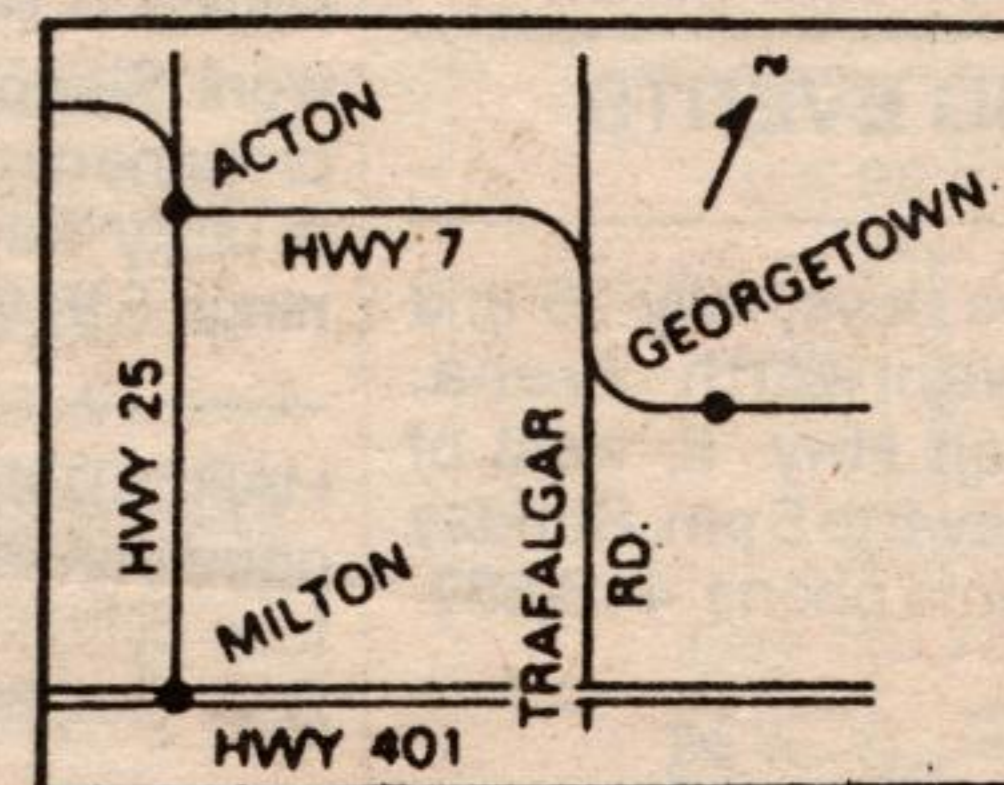 N
ACTON
HWY 7
GEORGETOWN.
HWY 25
TRAFALGAR
RD.
MILTON
HWY 401